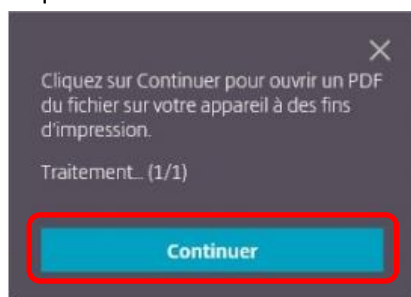 Cliquez sur Continuer pour ouvrir un PDF
du fichier sur votre appareil à des fins
d'impression.
Traitement... (1/1)
Continuer